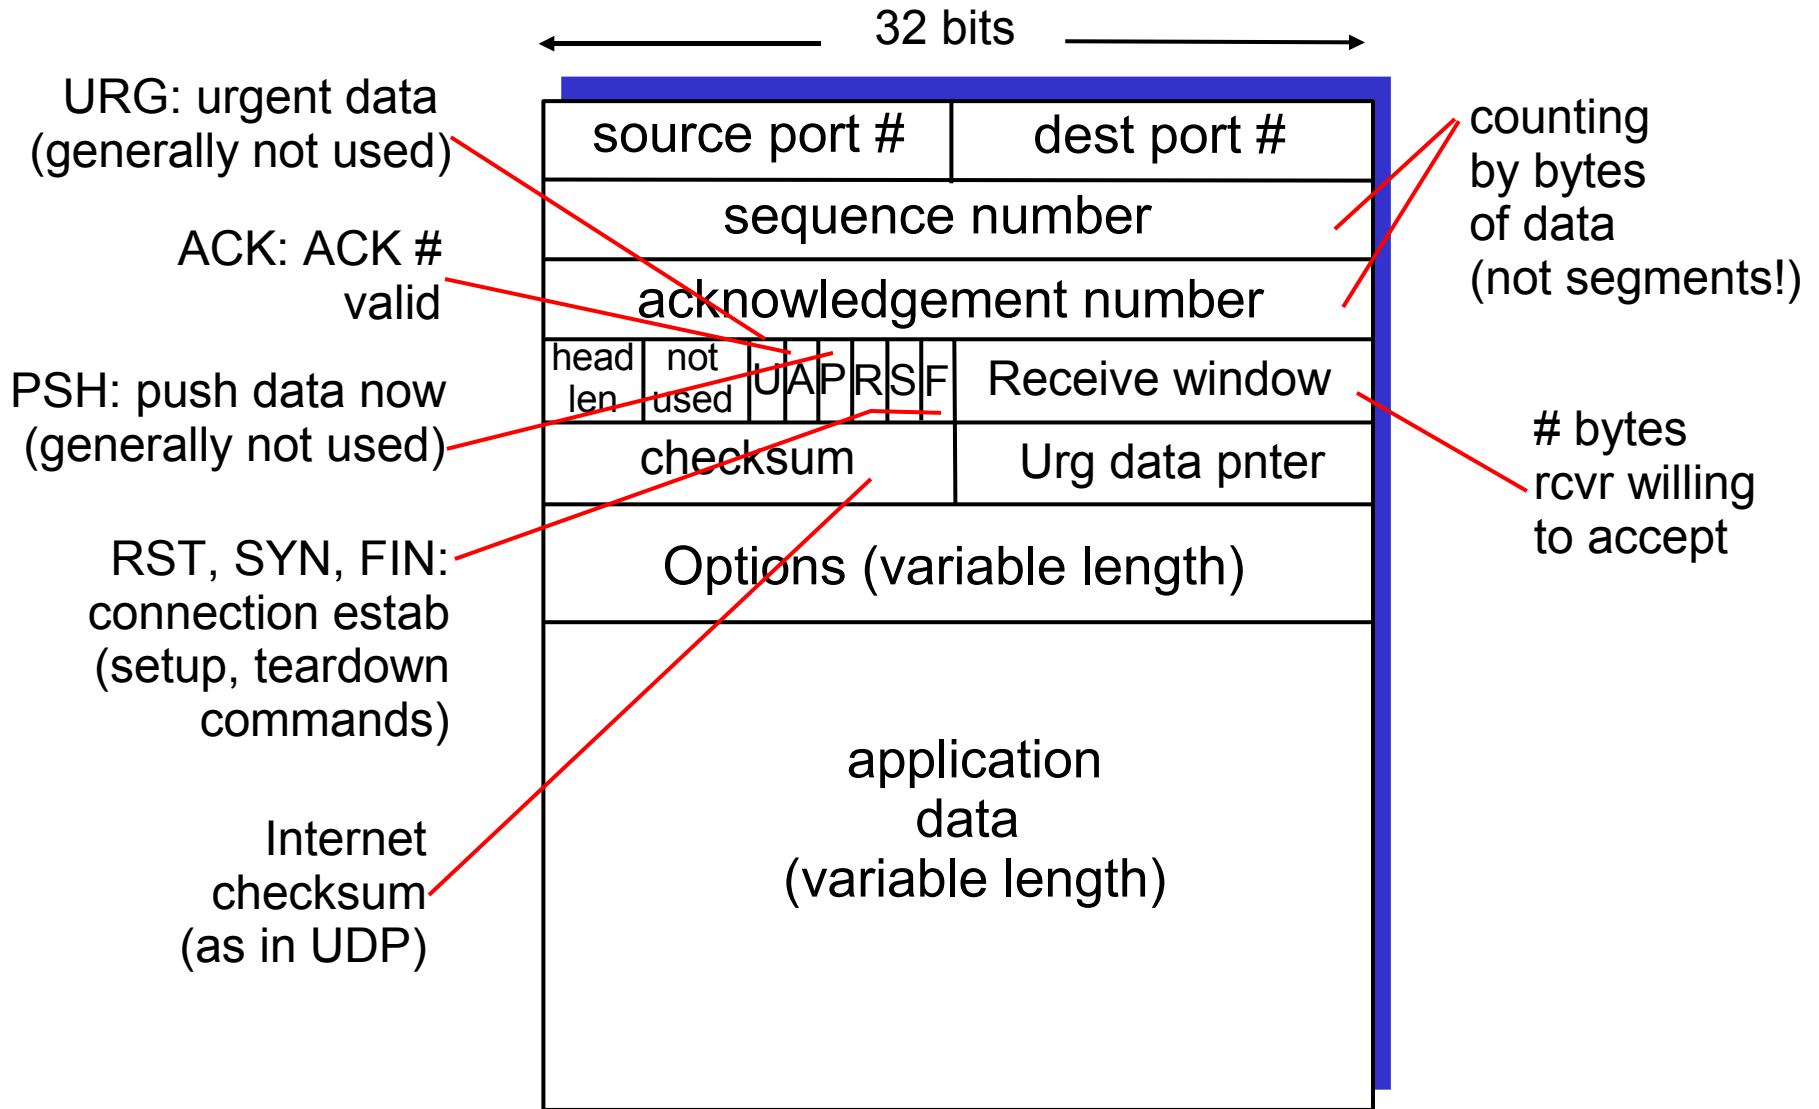 32 bits
URG: urgent data
(generally not used)
ACK: ACK #
valid
PSH: push data now
(generally not used)
RST, SYN, FIN:
connection estab
(setup, teardown
commands)
Internet
checksum
(as in UDP)
source port #
dest port #
sequence number
acknowledgement number
head
len
not
used
U
A
P
R
S
F
Receive window
checksum
Urg data pnter
Options (variable length)
application
data
(variable length)
counting
by bytes
of data
(not segments!)
# bytes
rcvr willing
to accept